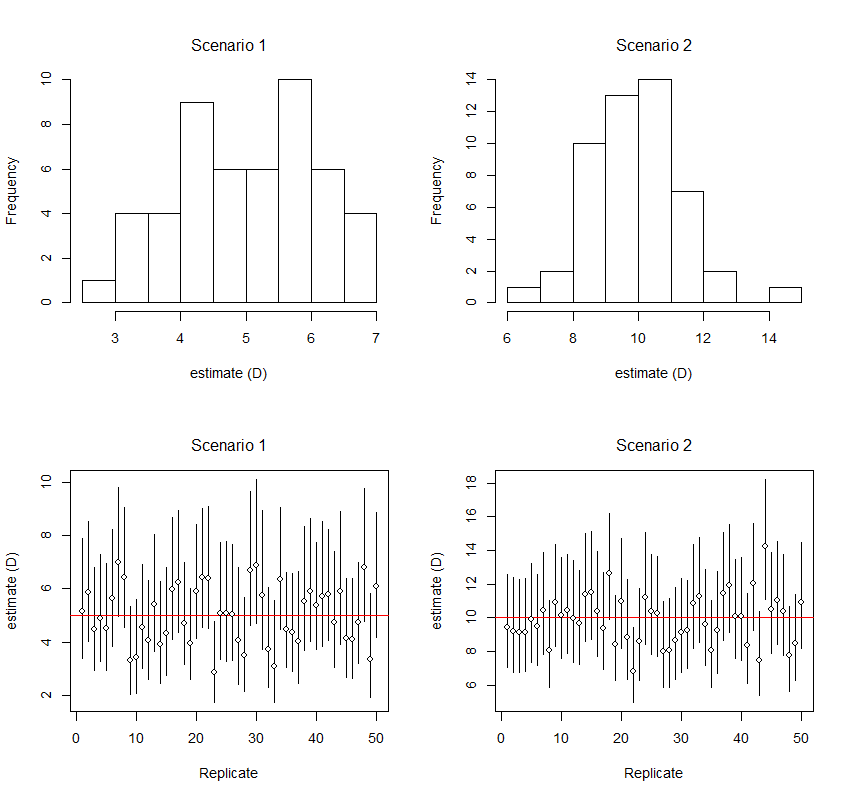 Scenario 1
Frequency
0 2 4 6 8 10
3 4 5 6 7
estimate (D)
Scenario 2
Frequency
0 2 4 6 8 10 12 14
6 8 10 12 14
estimate (D)
Scenario 1
estimate (D)
2 4 6 8 10
0 10 20 30 40 50
Replicate
Scenario 2
estimate (D)
6 8 10 12 14 16 18
0 10 20 30 40 50
Replicate